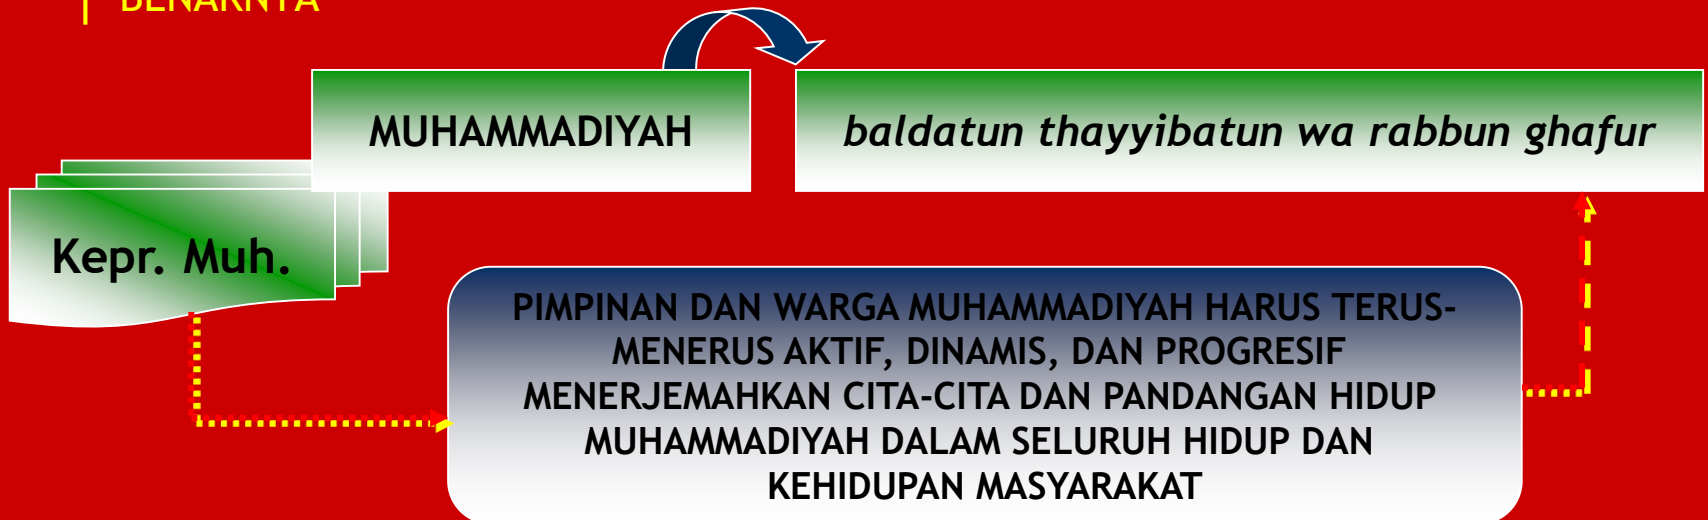 BENARNYA
MUHAMMADIYAH
baldatun thayyibatun wa rabbun ghafur
Kepr. Muh.
PIMPINAN DAN WARGA MUHAMMADIYAH HARUS TERUS-
MENERUS AKTIF, DINAMIS, DAN PROGRESIF
MENERJEMAHKAN CITA-CITA DAN PANDANGAN HIDUP
MUHAMMADIYAH DALAM SELURUH HIDUP DAN
KEHIDUPAN MASYARAKAT